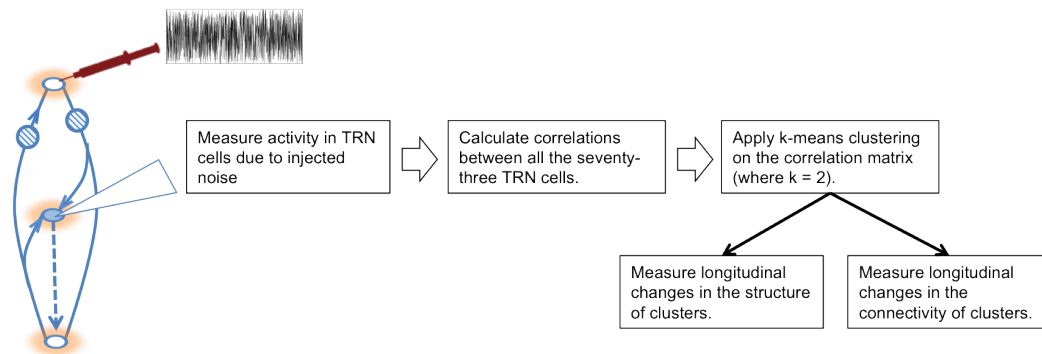 Measure activity in TRN
cells due to injected
noise
Calculate correlations
between all the seventy-
three TRN cells.
Apply k-means clustering
on the correlation matrix
(where k = 2).
Measure longitudinal
changes in the structure
of clusters.
Measure longitudinal
changes in the
connectivity of clusters.